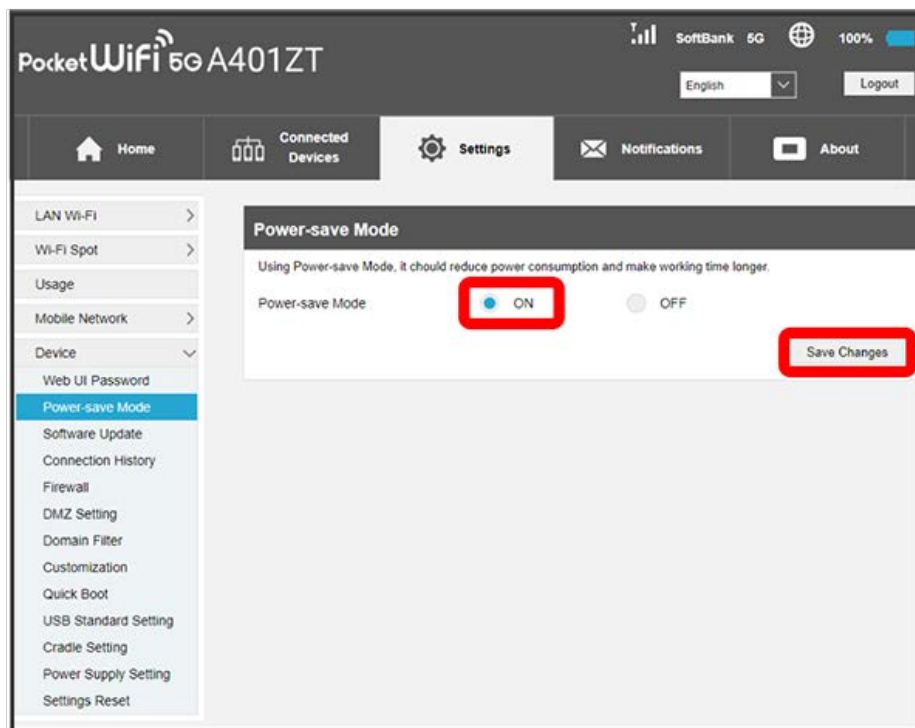 SoftBank 5G 100%
PocketWiFi 5G A401ZT
English Logout
Home Connected Devices Settings Notifications About
LAN Wi-Fi
Wi-Fi Spot
Usage
Mobile Network
Device
Web UI Password
Power-save Mode
Software Update
Connection History
Firewall
DMZ Setting
Domain Filter
Customization
Quick Boot
USB Standard Setting
Cradle Setting
Power Supply Setting
Settings Reset
Power-save Mode
Using Power-save Mode, it chould reduce power consumption and make working time longer.
Power-save Mode ON OFF
Save Changes